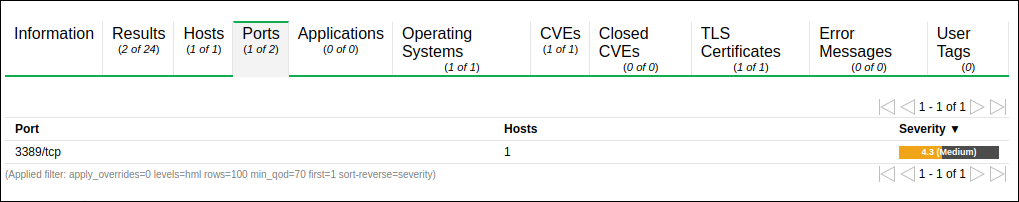 Information Results Hosts Ports Applications Operating Systems CVEs Closed CVEs TLS Certificates Error Messages User Tags
(2 of 24) (1 of 1) (1 of 2) (0 of 0) (1 of 1) (1 of 1) (0 of 0) (1 of 1) (0 of 0) (0)
1 - 1 of 1
Port Hosts Severity ▼
3389/tcp 1 4.3 (Medium)
(Applied filter: apply_overrides=0 levels=hml rows=100 min_qod=70 first=1 sort-reverse=severity) 1 - 1 of 1